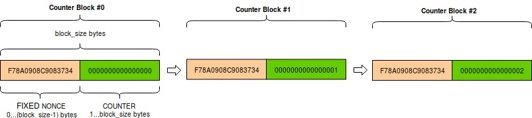 Counter Block #0
Counter Block #1
Counter Block #2
block_size bytes
F78A0908C9083734 0000000000000000
F78A0908C9083734 0000000000000001
F78A0908C9083734 0000000000000002
FIXED NONCE
0...(block_size-1) bytes
COUNTER
1...block_size bytes